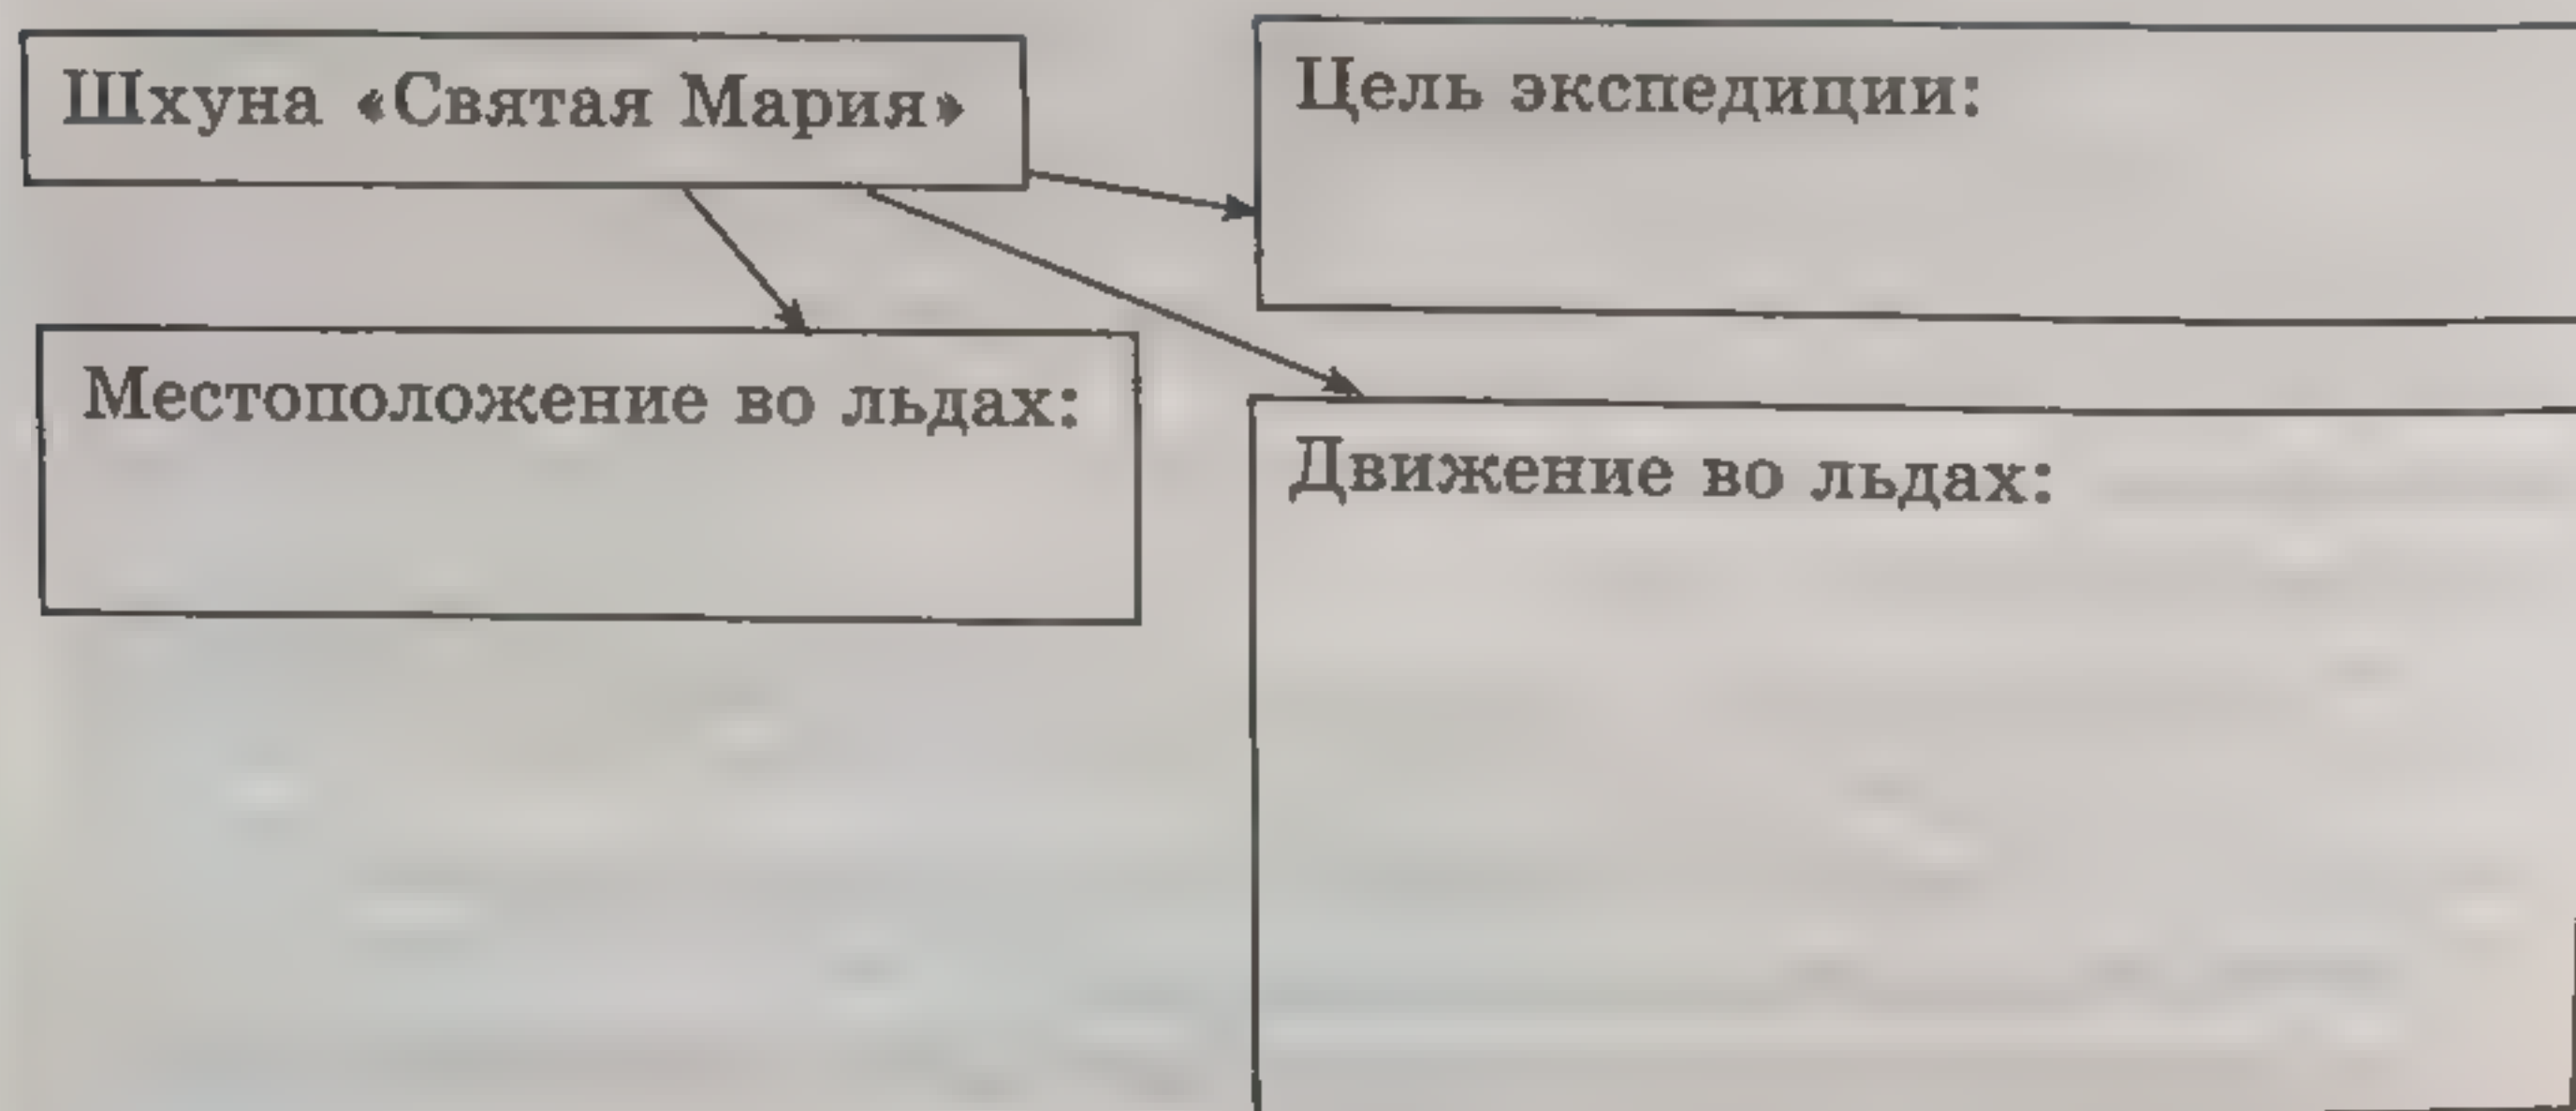 Шхуна «Святая Мария»
Цель экспедиции:
Местоположение во льдах:
Движение во льдах: